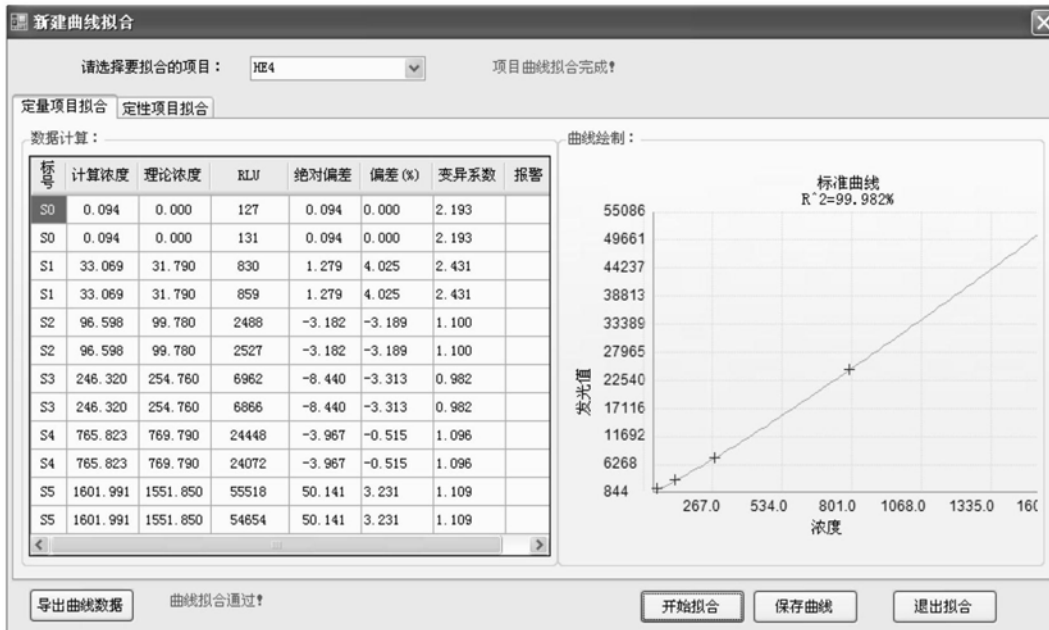 新建曲线拟合
请选择要拟合的项目： HE4 项目曲线拟合完成！
定量项目拟合 定性项目拟合
数据计算：
标号 计算浓度 理论浓度 RLU 绝对偏差 偏差(%) 变异系数 报警
S0 0.094 0.000 127 0.094 0.000 2.193
S0 0.094 0.000 131 0.094 0.000 2.193
S1 33.069 31.790 830 1.279 4.025 2.431
S1 33.069 31.790 859 1.279 4.025 2.431
S2 96.598 99.780 2488 -3.182 -3.189 1.100
S2 96.598 99.780 2527 -3.182 -3.189 1.100
S3 246.320 254.760 6962 -8.440 -3.313 0.982
S3 246.320 254.760 6866 -8.440 -3.313 0.982
S4 765.823 769.790 24448 -3.967 -0.515 1.096
S4 765.823 769.790 24072 -3.967 -0.515 1.096
S5 1601.991 1551.850 55518 50.141 3.231 1.109
S5 1601.991 1551.850 54654 50.141 3.231 1.109
曲线绘制：
标准曲线
R^2=99.982%
55086
49661
44237
38813
33389
27965
22540
17116
11692
6268
844
发光值
267.0 534.0 801.0 1068.0 1335.0 160
浓度
导出曲线数据 曲线拟合通过！ 开始拟合 保存曲线 退出拟合